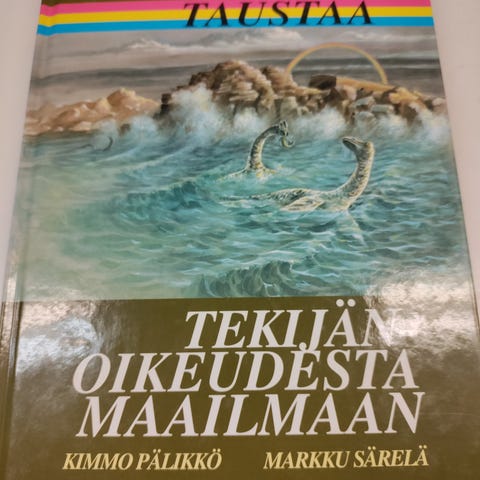 TAUSTAA
TEKIJÄN
OIKEUDESTA
MAAILMAAN
KIMMO PÄLIKKÖ MARKKU SÄRELÄ